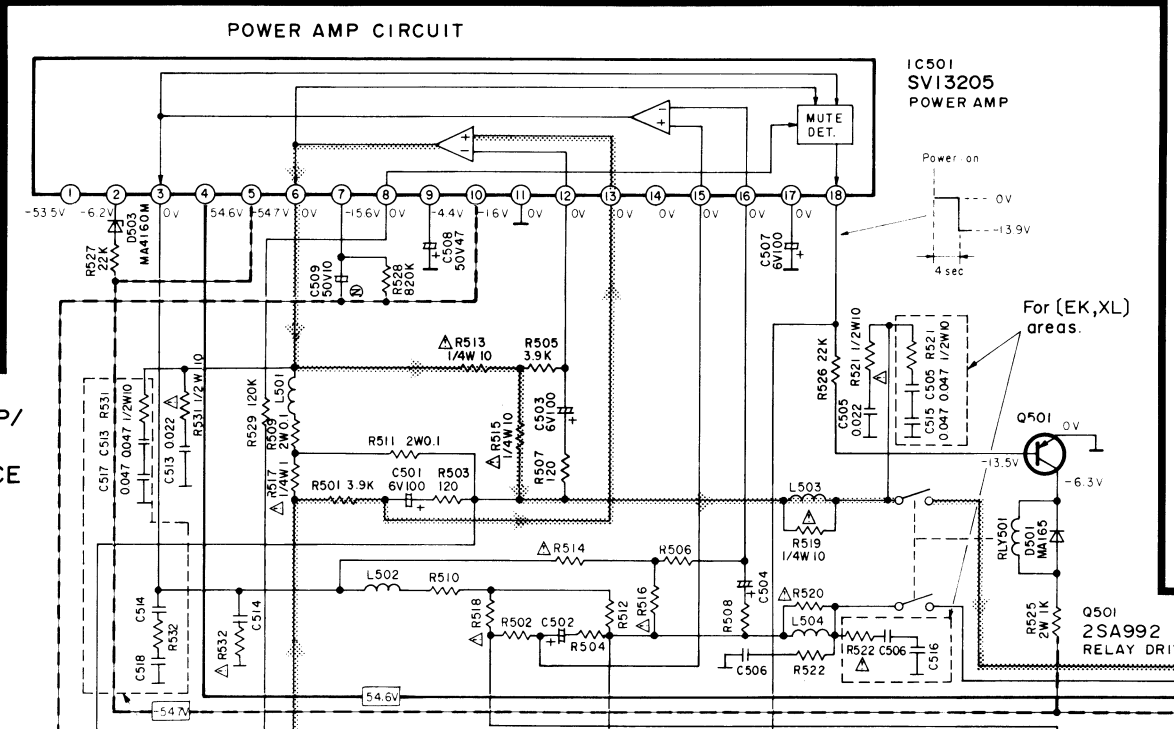 POWER AMP CIRCUIT
IC501
SV13205
POWER AMP
MUTE
DET.
Power-on
0V
-13.9V
4 sec
1 2 3 4 5 6 7 8 9 10 11 12 13 14 15 16 17 18
-53.5V
-6.2V
0V
54.6V
-54.7V
0V
0V
-15.6V
-4.4V
-1.6V
0V
0V
0V
0V
0V
0V
0V
D503
MA4160.M
R527
22K
C509
50V10
N
R528
820K
C508
50V47
C507
6V100
For [EK,XL]
areas.
R513
1/4W 10
R505
3.9K
R526 22K
R521 1/2W10
C505
0.022
C505 R521
C515 0.047 0.047 1/2W10
Q501
0V
-13.5V
-6.3V
P/
CE
C517 C513 R531
0.047 0.047 1/2W10
C513 0.022
R531 1/2W 10
R529 120K
L501
R509
2W0.1
R517
1/4W1
R511 2W0.1
R501 3.9K
C501
6V100
R503
120
R515
1/4W10
C503
6V100
R507
120
L503
R519
1/4W10
RLY501
D501
MA165
R514
R506
L502
R510
C504
R508
R520
L504
R525
2W 1K
Q501
2SA992
RELAY DRI
C514
R532
C518
R532
C514
R518
R502
C502
R504
R512
R516
C506
R522
R522 C506
C516
-54.7V
54.6V